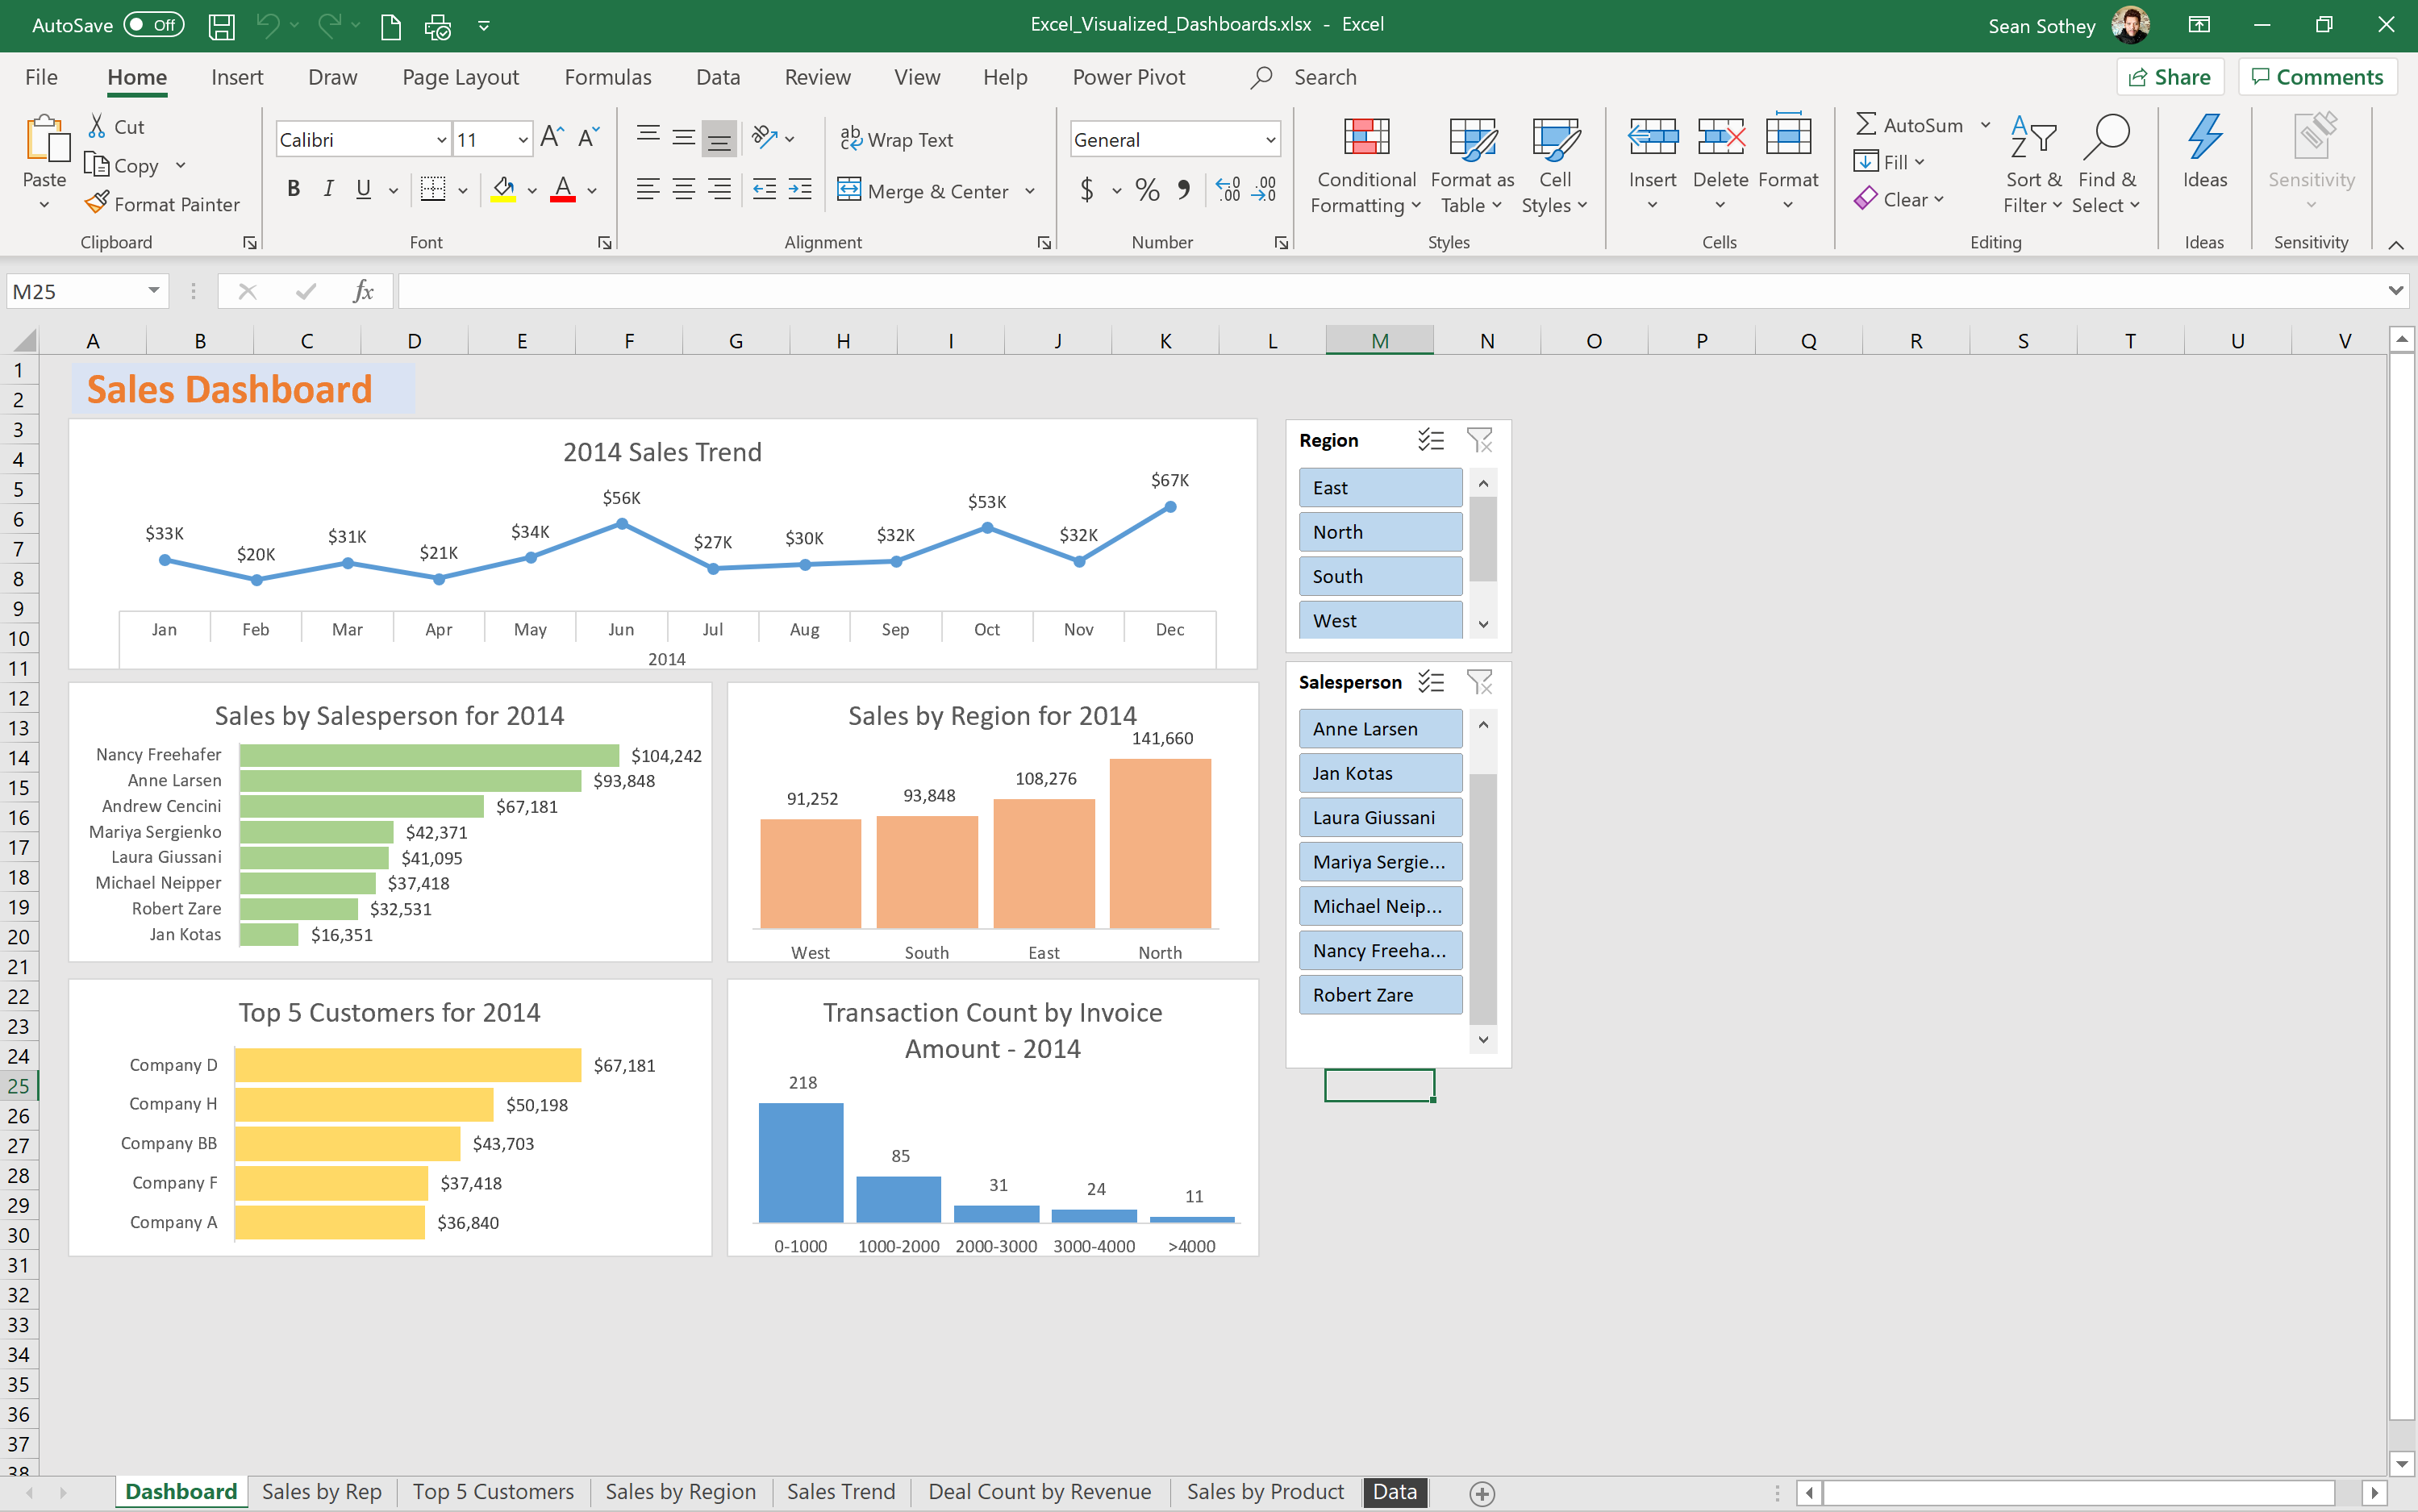 AutoSave Off
Excel_Visualized_Dashboards.xlsx - Excel
Sean Sothey
File Home Insert Draw Page Layout Formulas Data Review View Help Power Pivot Search Share Comments
Paste
Cut
Copy
Format Painter
Clipboard
Calibri 11
B I U
Font
Wrap Text
Merge & Center
Alignment
General
$ % , .00 .00
Number
Conditional Formatting
Format as Table
Cell Styles
Styles
Insert
Delete
Format
Cells
AutoSum
Fill
Clear
Sort & Filter
Find & Select
Editing
Ideas
Ideas
Sensitivity
Sensitivity
M25 fx
A B C D E F G H I J K L M N O P Q R S T U V
1
2
3
4
5
6
7
8
9
10
11
12
13
14
15
16
17
18
19
20
21
22
23
24
25
26
27
28
29
30
31
32
33
34
35
36
37
38
Sales Dashboard
2014 Sales Trend
$33K $20K $31K $21K $34K $56K $27K $30K $32K $53K $32K $67K
Jan Feb Mar Apr May Jun Jul Aug Sep Oct Nov Dec
2014
Region
East
North
South
West
Sales by Salesperson for 2014
Nancy Freehafer $104,242
Anne Larsen $93,848
Andrew Cencini $67,181
Mariya Sergienko $42,371
Laura Giussani $41,095
Michael Neipper $37,418
Robert Zare $32,531
Jan Kotas $16,351
Sales by Region for 2014
91,252 93,848 108,276 141,660
West South East North
Salesperson
Anne Larsen
Jan Kotas
Laura Giussani
Mariya Sergie...
Michael Neip...
Nancy Freeha...
Robert Zare
Top 5 Customers for 2014
Company D $67,181
Company H $50,198
Company BB $43,703
Company F $37,418
Company A $36,840
Transaction Count by Invoice
Amount - 2014
218 85 31 24 11
0-1000 1000-2000 2000-3000 3000-4000 >4000
Dashboard Sales by Rep Top 5 Customers Sales by Region Sales Trend Deal Count by Revenue Sales by Product Data